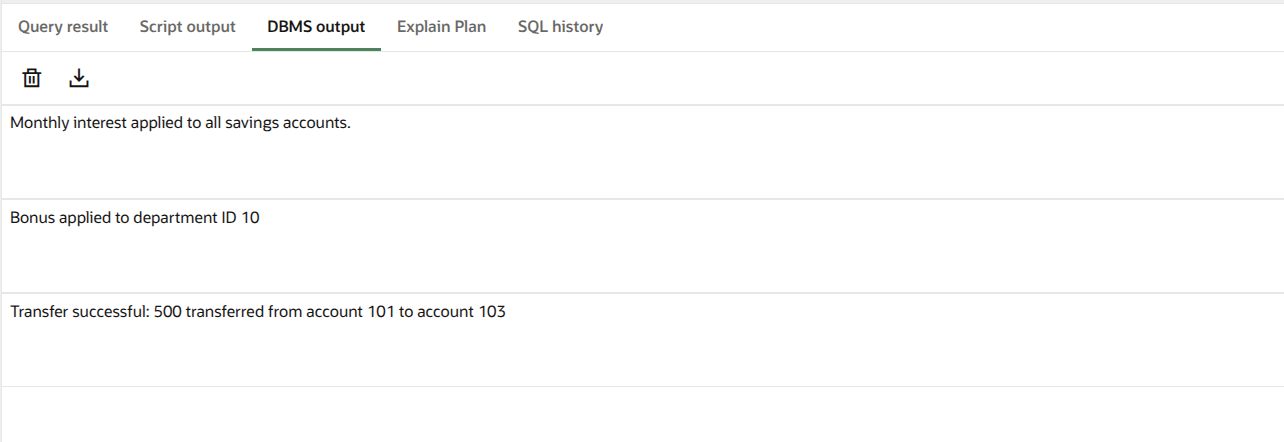 Query result Script output DBMS output Explain Plan SQL history
Monthly interest applied to all savings accounts.
Bonus applied to department ID 10
Transfer successful: 500 transferred from account 101 to account 103